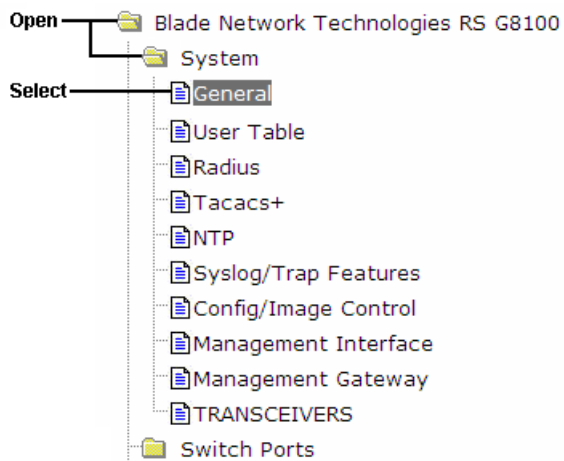 Open Blade Network Technologies RS G8100
System
Select General
User Table
Radius
Tacacs+
NTP
Syslog/Trap Features
Config/Image Control
Management Interface
Management Gateway
TRANSCEIVERS
Switch Ports